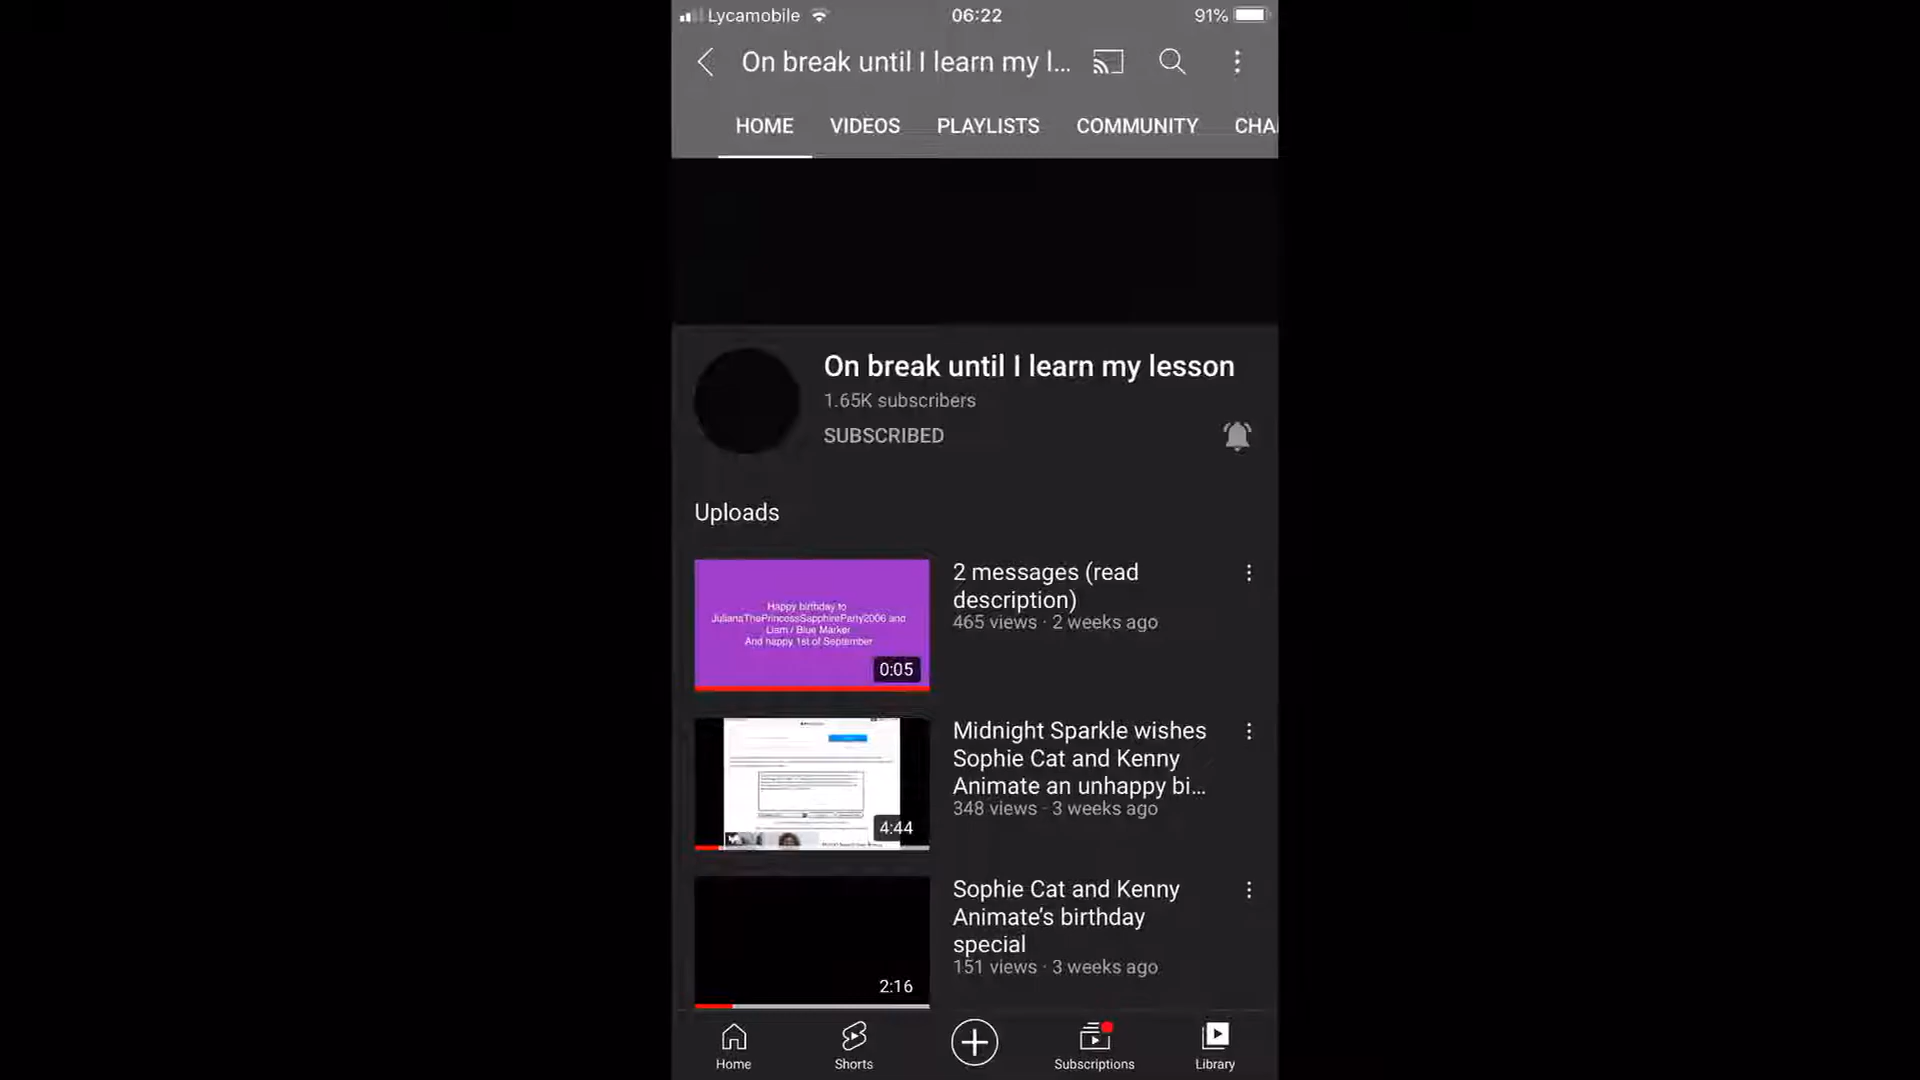 Lycamobile 06:22 91%
On break until I learn my l...
HOME VIDEOS PLAYLISTS COMMUNITY CHA
On break until I learn my lesson
1.65K subscribers
SUBSCRIBED
Uploads
Happy birthday to
JulianaThePrincessSapphireParty2006 and
Liam / Blue Marker
And happy 1st of September
0:05
2 messages (read
description)
465 views · 2 weeks ago
4:44
Midnight Sparkle wishes
Sophie Cat and Kenny
Animate an unhappy bi...
348 views · 3 weeks ago
2:16
Sophie Cat and Kenny
Animate's birthday
special
151 views · 3 weeks ago
Home Shorts Subscriptions Library